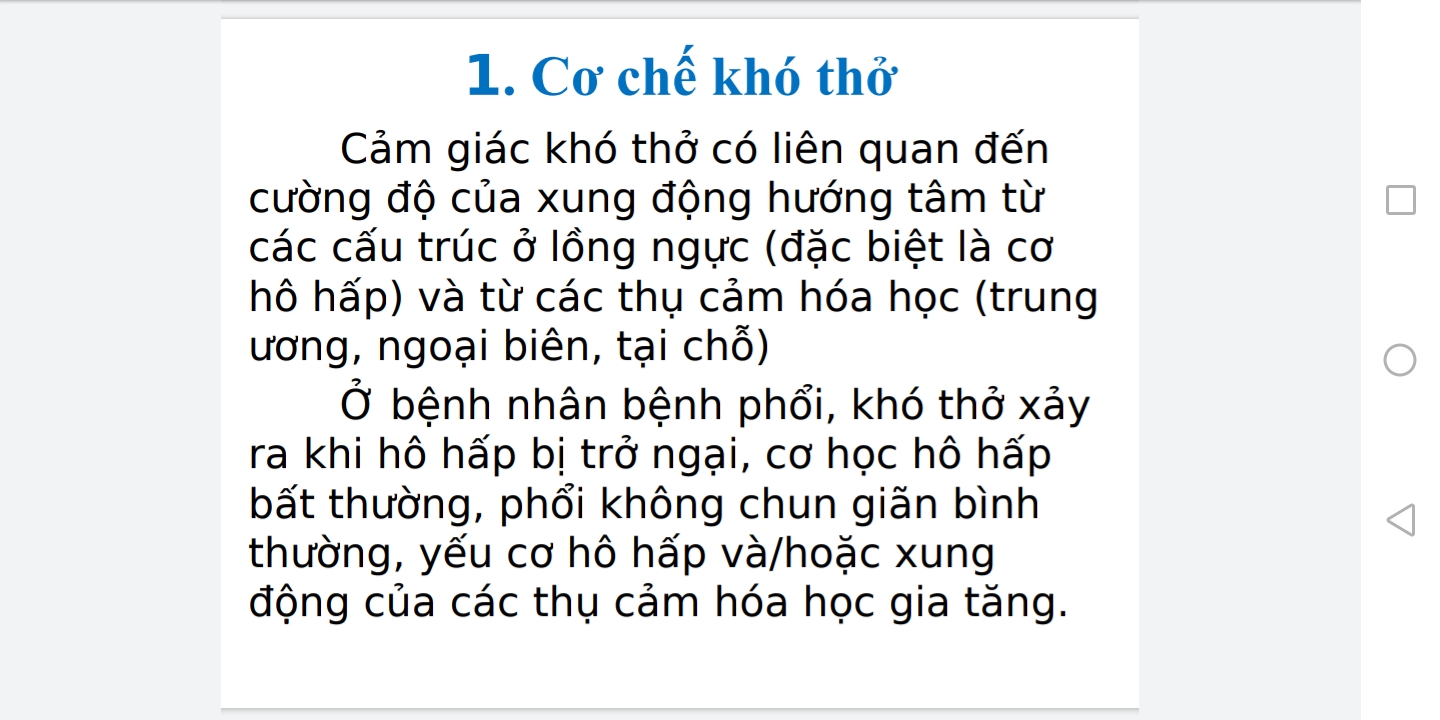 1. Cơ chế khó thở
Cảm giác khó thở có liên quan đến
cường độ của xung động hướng tâm từ
các cấu trúc ở lồng ngực (đặc biệt là cơ
hô hấp) và từ các thụ cảm hóa học (trung
ương, ngoại biên, tại chỗ)
Ở bệnh nhân bệnh phổi, khó thở xảy
ra khi hô hấp bị trở ngại, cơ học hô hấp
bất thường, phổi không chun giãn bình
thường, yếu cơ hô hấp và/hoặc xung
động của các thụ cảm hóa học gia tăng.